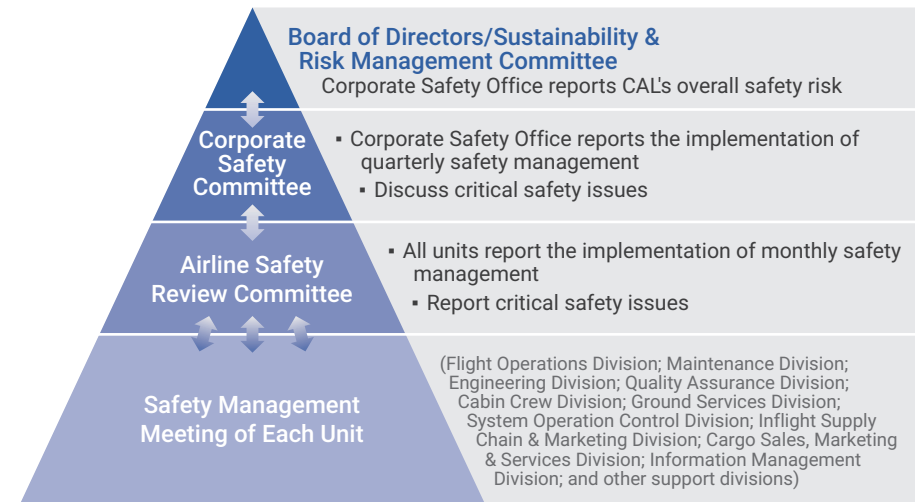 Board of Directors/Sustainability &
Risk Management Committee
Corporate Safety Office reports CAL's overall safety risk
Corporate
Safety
Committee
▪ Corporate Safety Office reports the implementation of
quarterly safety management
▪ Discuss critical safety issues
Airline Safety
Review Committee
▪ All units report the implementation of monthly safety
management
▪ Report critical safety issues
Safety Management
Meeting of Each Unit
(Flight Operations Division; Maintenance Division;
Engineering Division; Quality Assurance Division;
Cabin Crew Division; Ground Services Division;
System Operation Control Division; Inflight Supply
Chain & Marketing Division; Cargo Sales, Marketing
& Services Division; Information Management
Division; and other support divisions)